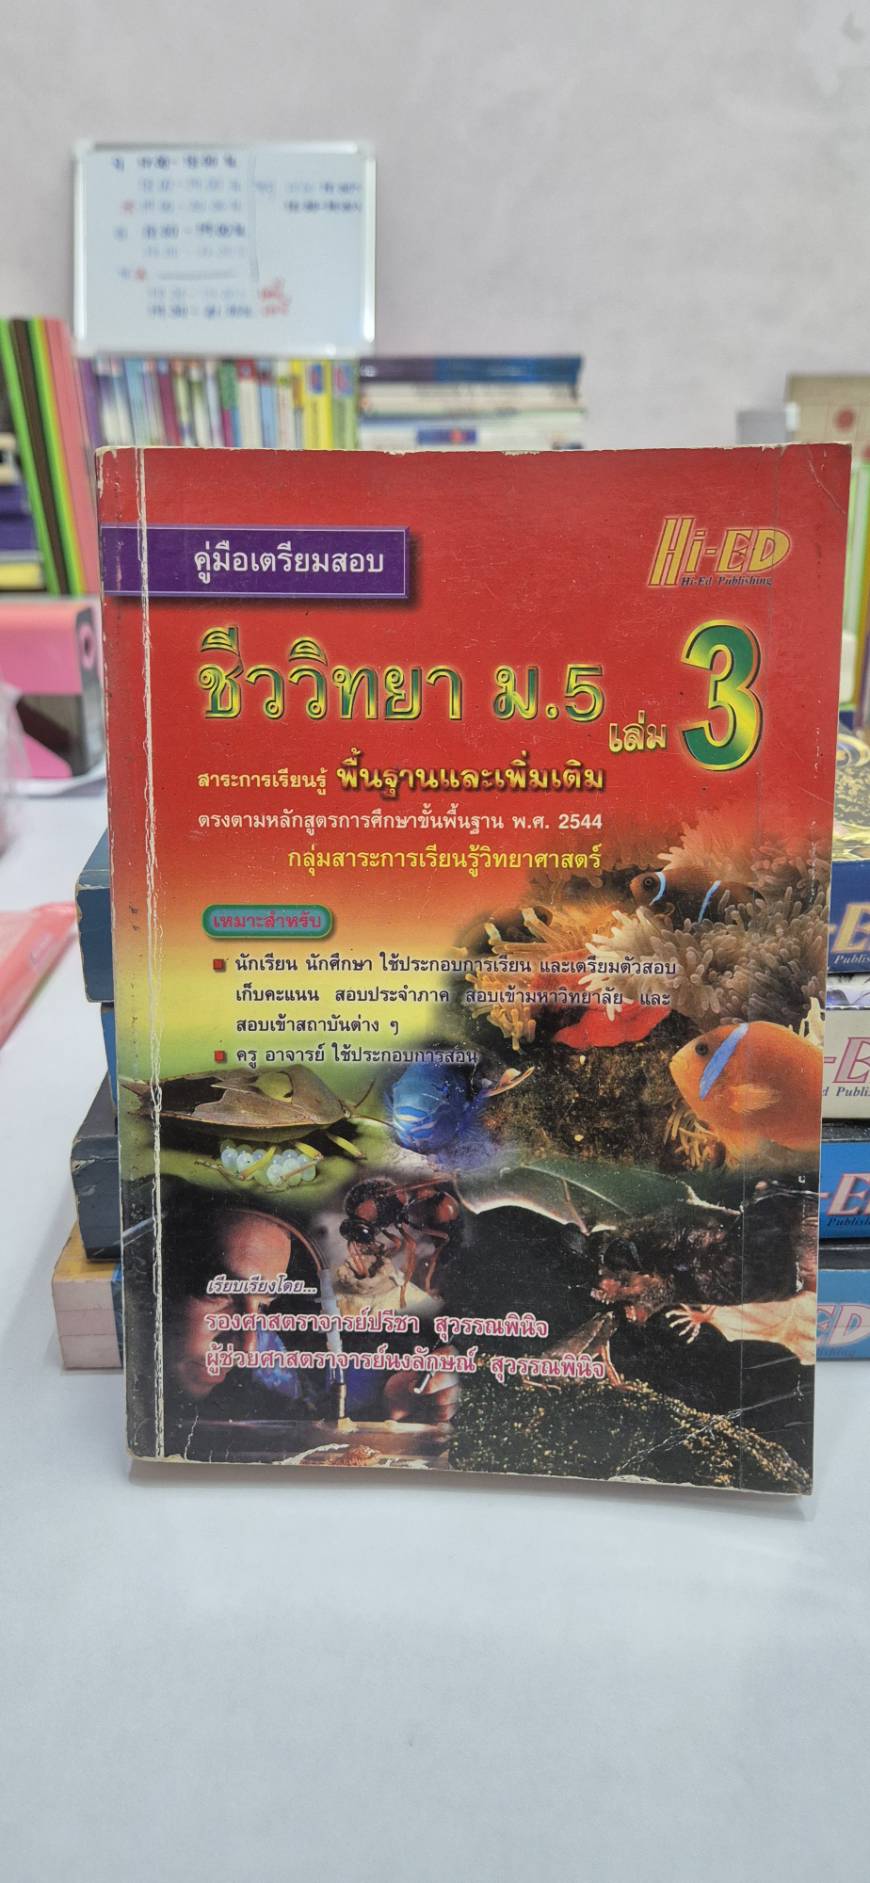 คู่มือเตรียมสอบ
Hi-ED
Hi-Ed Publishing
ชีววิทยา ม.5 เล่ม 3
สาระการเรียนรู้ พื้นฐานและเพิ่มเติม
ตรงตามหลักสูตรการศึกษาขั้นพื้นฐาน พ.ศ. 2544
กลุ่มสาระการเรียนรู้วิทยาศาสตร์
เหมาะสำหรับ
นักเรียน นักศึกษา ใช้ประกอบการเรียน และเตรียมตัวสอบ
เก็บคะแนน สอบประจำภาค สอบเข้ามหาวิทยาลัย และ
สอบเข้าสถาบันต่าง ๆ
ครู อาจารย์ ใช้ประกอบการสอน
เรียบเรียงโดย...
รองศาสตราจารย์ปรีชา สุวรรณพินิจ
ผู้ช่วยศาสตราจารย์นงลักษณ์ สุวรรณพินิจ